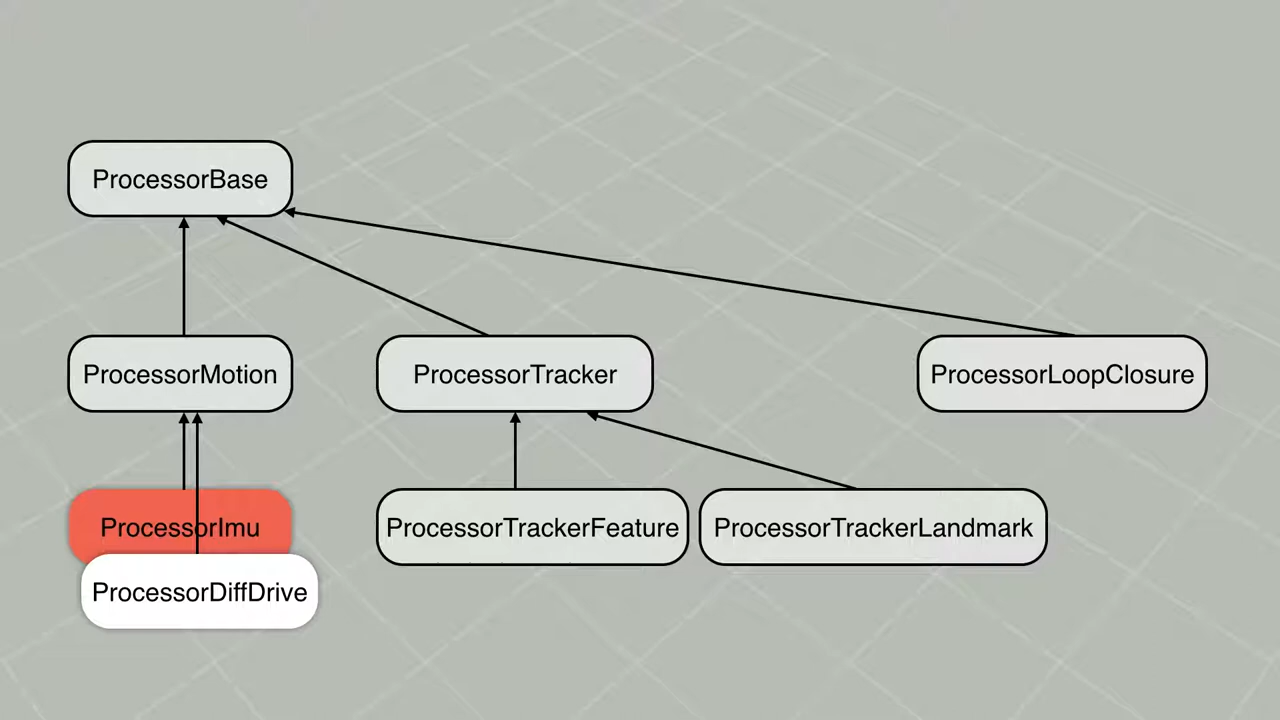 ProcessorBase
ProcessorMotion
ProcessorTracker
ProcessorLoopClosure
ProcessorImu
ProcessorTrackerFeature
ProcessorTrackerLandmark
ProcessorDiffDrive